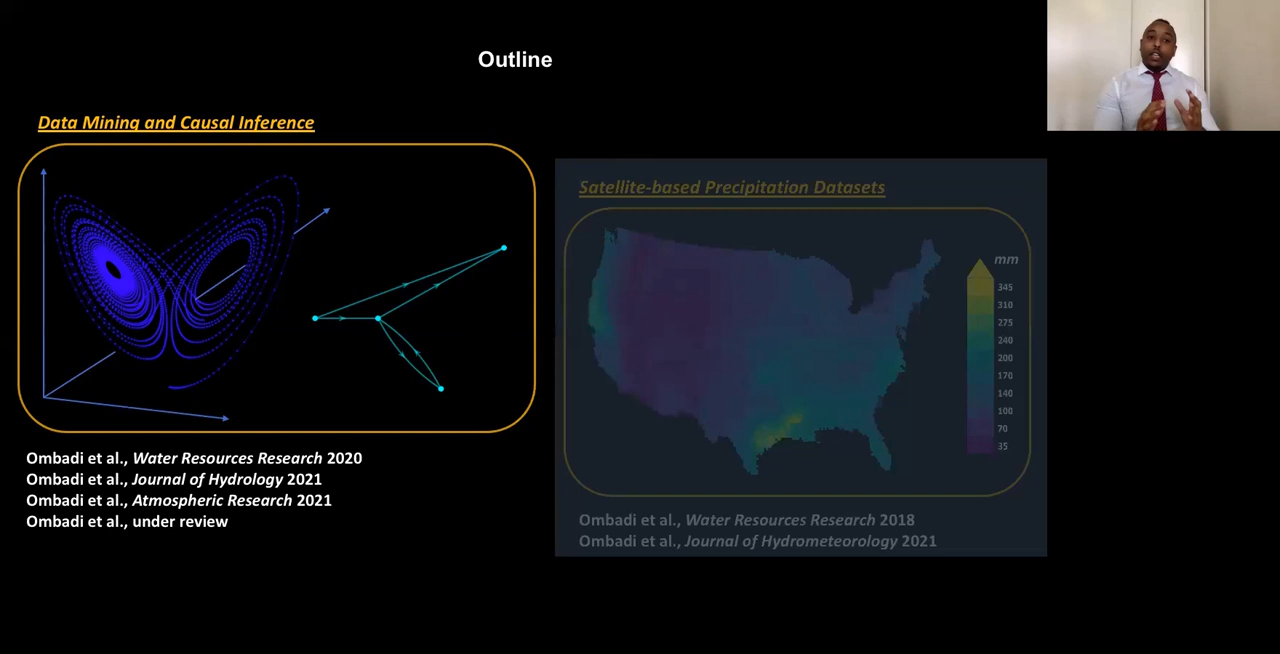 Outline
Data Mining and Causal Inference
Ombadi et al., Water Resources Research 2020
Ombadi et al., Journal of Hydrology 2021
Ombadi et al., Atmospheric Research 2021
Ombadi et al., under review
Satellite-based Precipitation Datasets
mm
345
310
275
240
200
170
140
100
70
35
Ombadi et al., Water Resources Research 2018
Ombadi et al., Journal of Hydrometeorology 2021